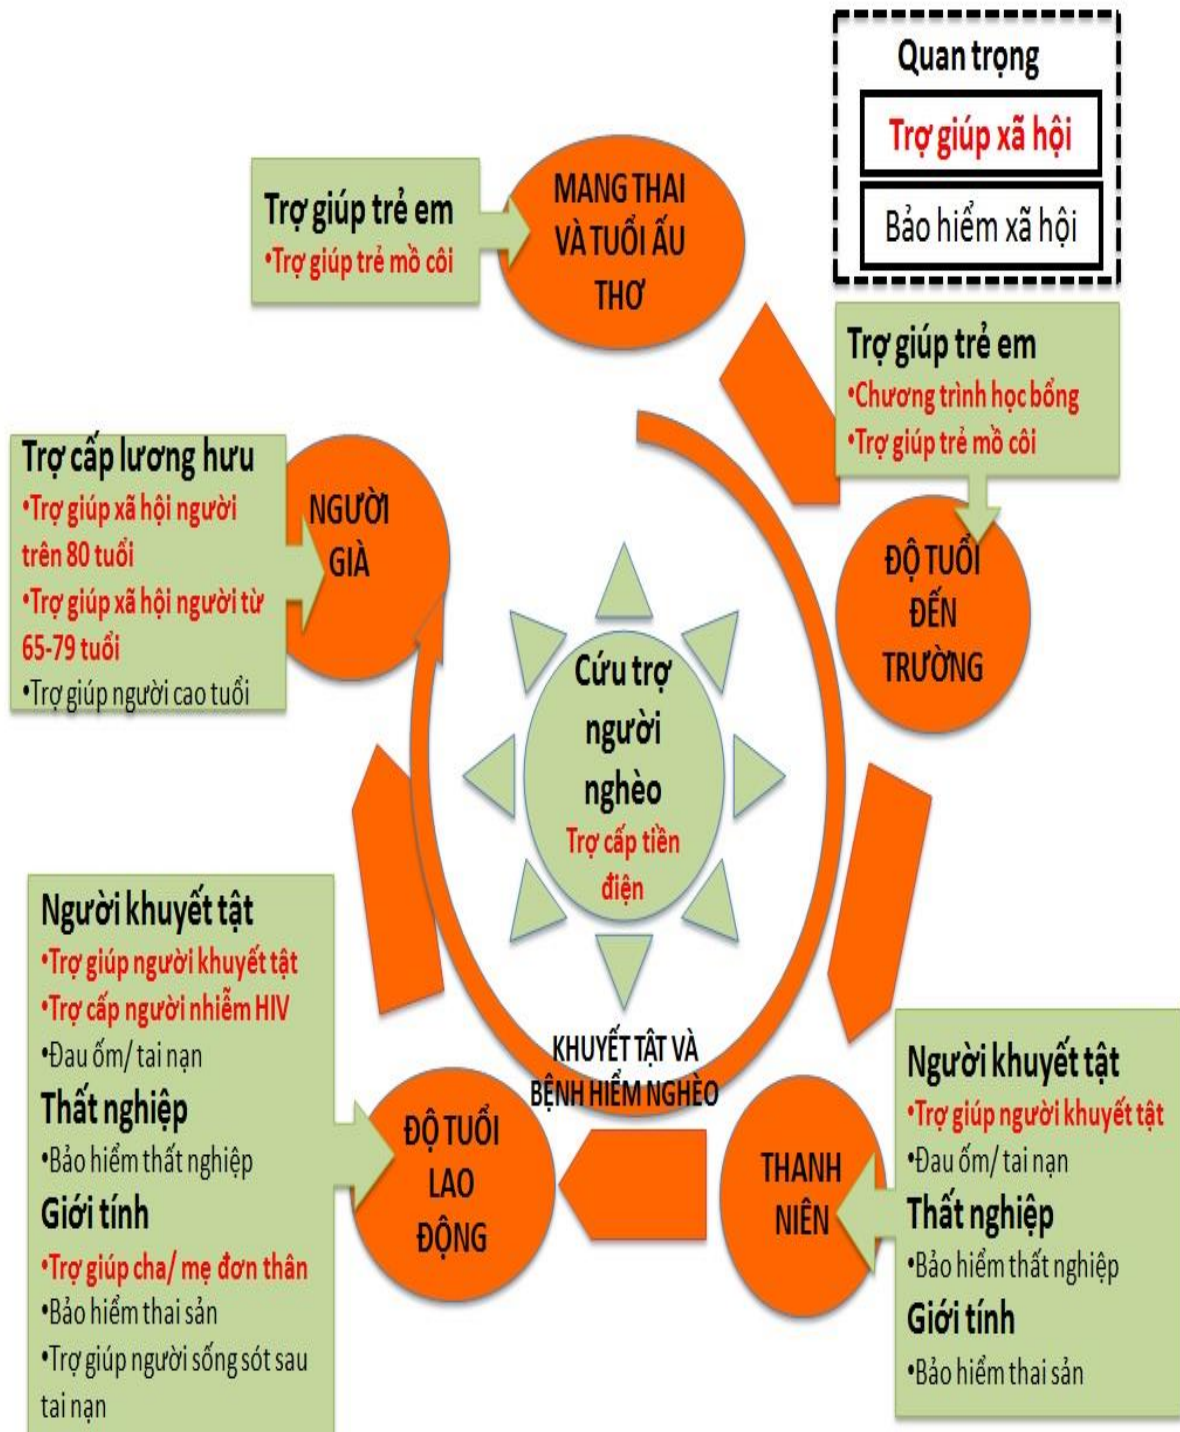 Quan trọng
Trợ giúp xã hội
Bảo hiểm xã hội
MANG THAI
VÀ TUỔI ẤU
THƠ
Trợ giúp trẻ em
•Trợ giúp trẻ mồ côi
Trợ giúp trẻ em
•Chương trình học bổng
•Trợ giúp trẻ mồ côi
ĐỘ TUỔI
ĐẾN
TRƯỜNG
Trợ cấp lương hưu
•Trợ giúp xã hội người
trên 80 tuổi
•Trợ giúp xã hội người từ
65-79 tuổi
•Trợ giúp người cao tuổi
NGƯỜI
GIÀ
Cứu trợ
người
nghèo
Trợ cấp tiền
điện
KHUYẾT TẬT VÀ
BỆNH HIỂM NGHÈO
Người khuyết tật
•Trợ giúp người khuyết tật
•Trợ cấp người nhiễm HIV
•Đau ốm/ tai nạn
Thất nghiệp
•Bảo hiểm thất nghiệp
Giới tính
•Trợ giúp cha/ mẹ đơn thân
•Bảo hiểm thai sản
•Trợ giúp người sống sót sau
tai nạn
ĐỘ TUỔI
LAO
ĐỘNG
THANH
NIÊN
Người khuyết tật
•Trợ giúp người khuyết tật
•Đau ốm/ tai nạn
Thất nghiệp
•Bảo hiểm thất nghiệp
Giới tính
•Bảo hiểm thai sản